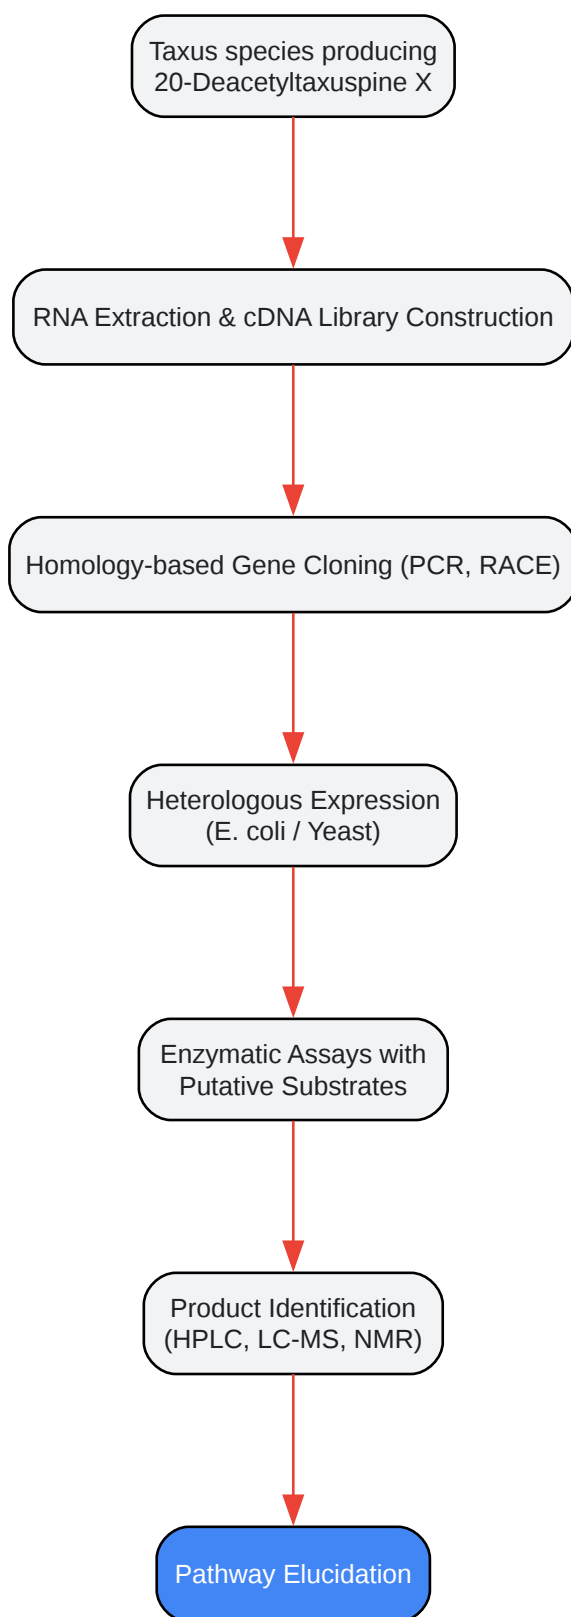 Taxus species producing
20-Deacetyltaxuspine X
RNA Extraction & cDNA Library Construction
Homology-based Gene Cloning (PCR, RACE)
Heterologous Expression
(E. coli / Yeast)
Enzymatic Assays with
Putative Substrates
Product Identification
(HPLC, LC-MS, NMR)
Pathway Elucidation